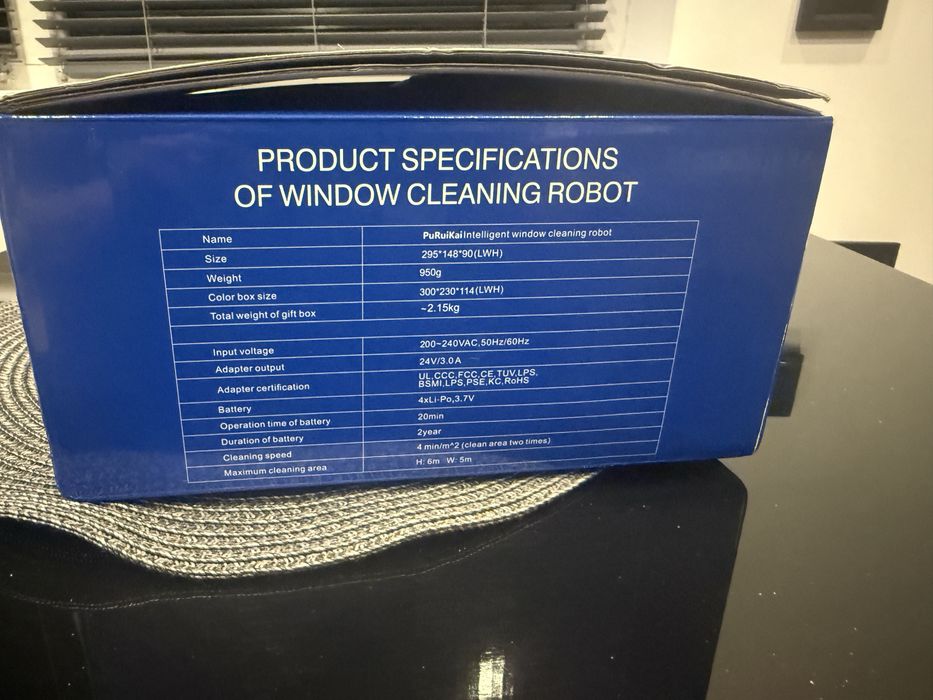 PRODUCT SPECIFICATIONS
OF WINDOW CLEANING ROBOT
Name PuRuiKai Intelligent window cleaning robot
Size 295*148*90(LWH)
Weight 950g
Color box size 300*230*114(LWH)
Total weight of gift box ~2.15kg
Input voltage 200~240VAC,50Hz/60Hz
Adapter output 24V/3.0A
Adapter certification UL,CCC,FCC,CE,TUV,LPS,
BSMI,LPS,PSE,KC,RoHS
Battery 4xLi-Po,3.7V
Operation time of battery 20min
Duration of battery 2year
Cleaning speed 4 min/m^2 (clean area two times)
Maximum cleaning area H: 6m W: 5m